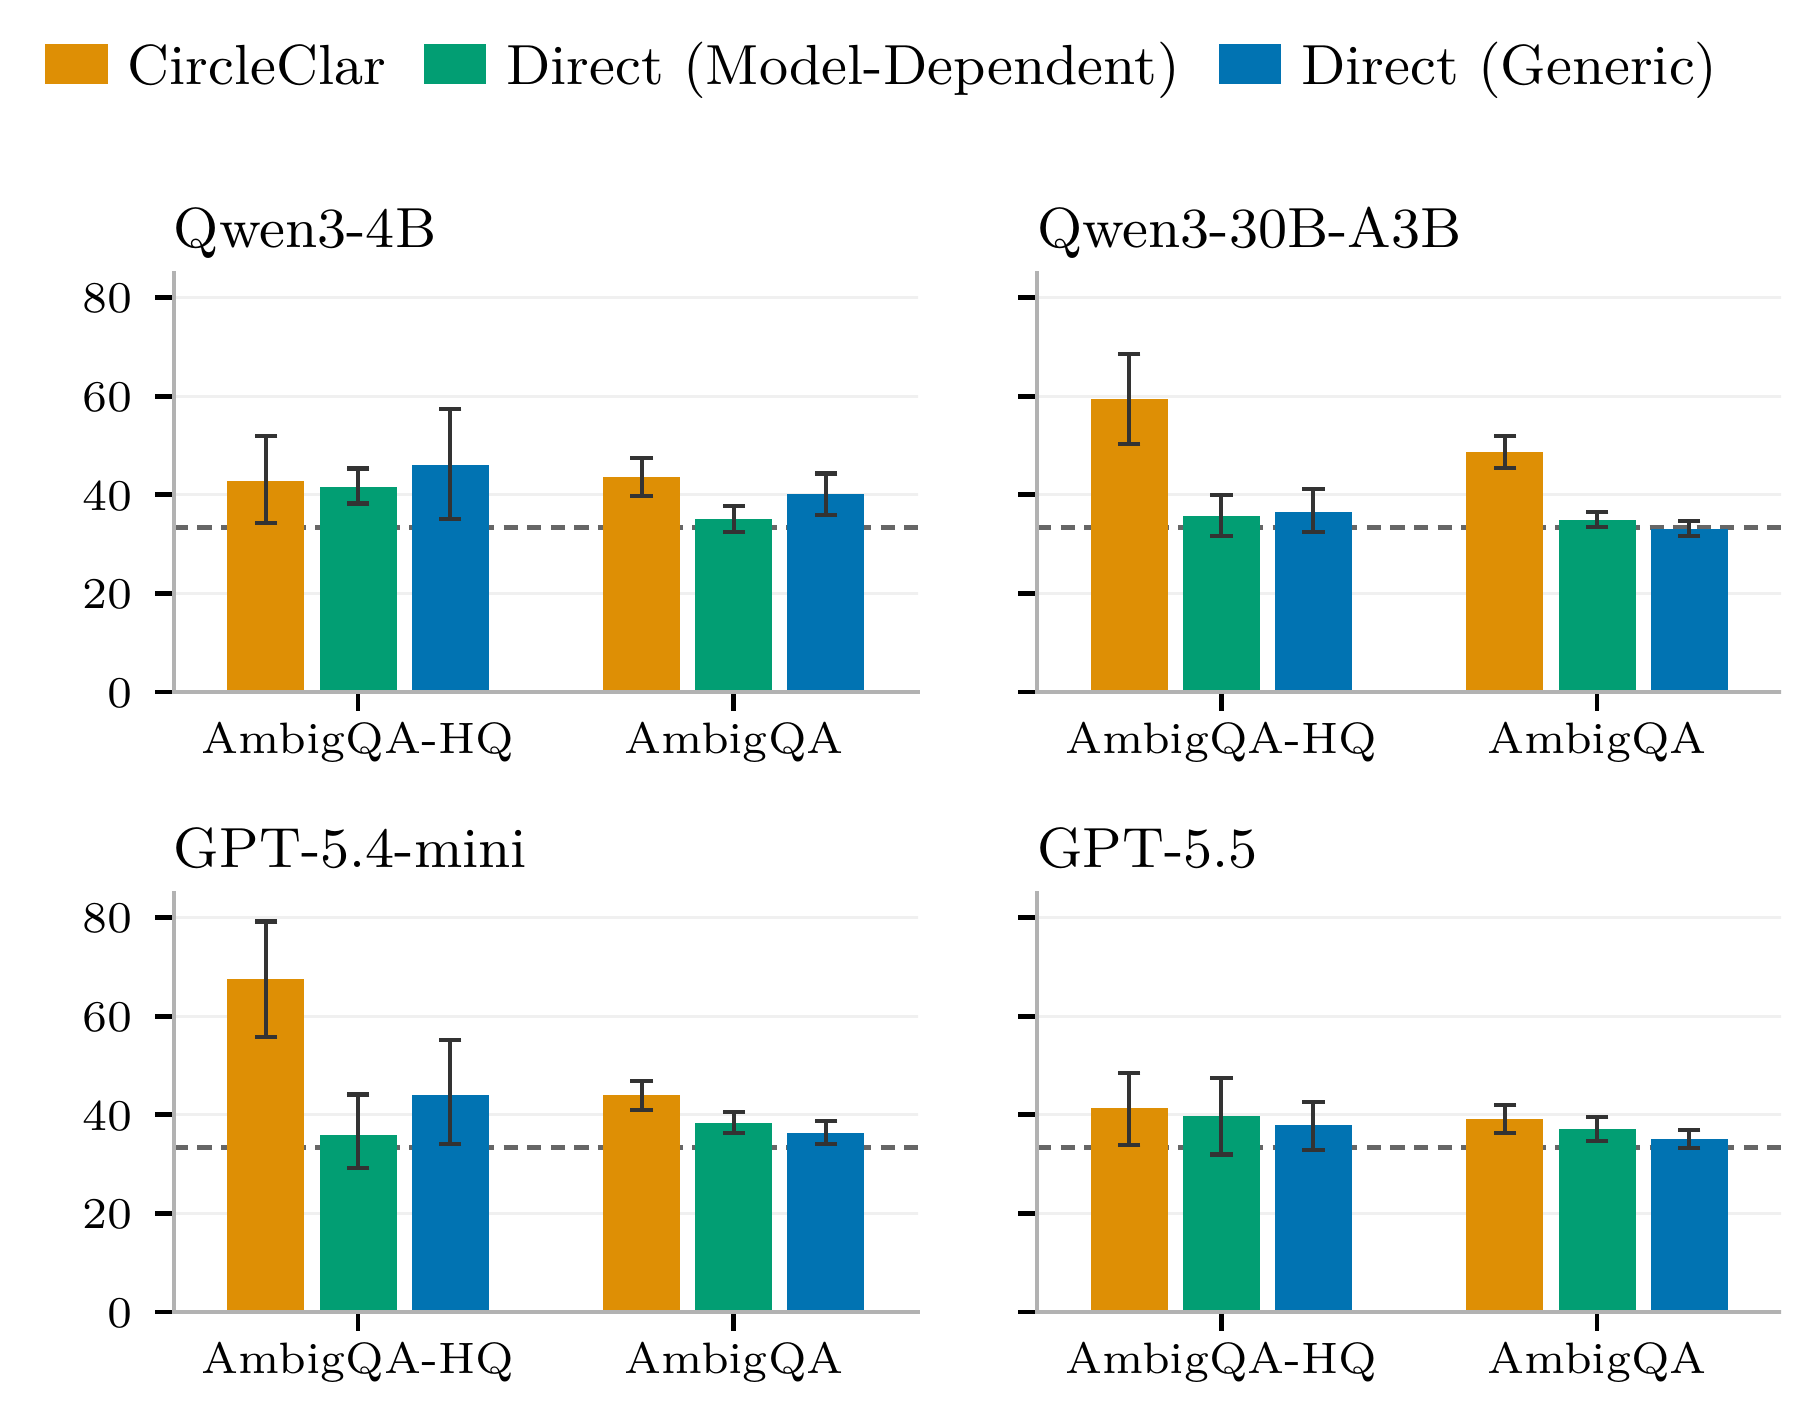 CircleClar Direct (Model-Dependent) Direct (Generic)
Qwen3-4B Qwen3-30B-A3B
80
60
40
20
0
AmbigQA-HQ AmbigQA AmbigQA-HQ AmbigQA
GPT-5.4-mini GPT-5.5
80
60
40
20
0
AmbigQA-HQ AmbigQA AmbigQA-HQ AmbigQA